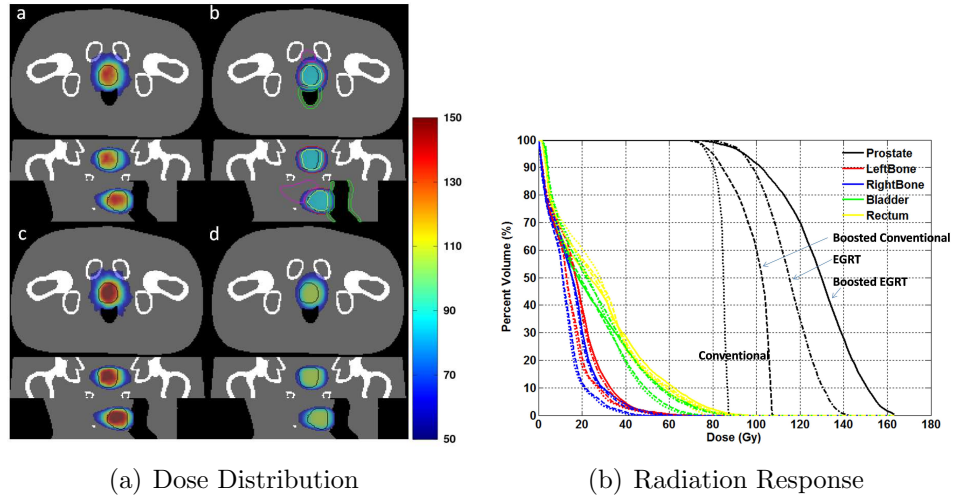 a
b
c
d
150
130
110
90
70
50
Percent Volume (%)
100
90
80
70
60
50
40
30
20
10
0
0 20 40 60 80 100 120 140 160 180
Dose (Gy)
Prostate
LeftBone
RightBone
Bladder
Rectum
Boosted Conventional
EGRT
Boosted EGRT
Conventional
(a) Dose Distribution
(b) Radiation Response